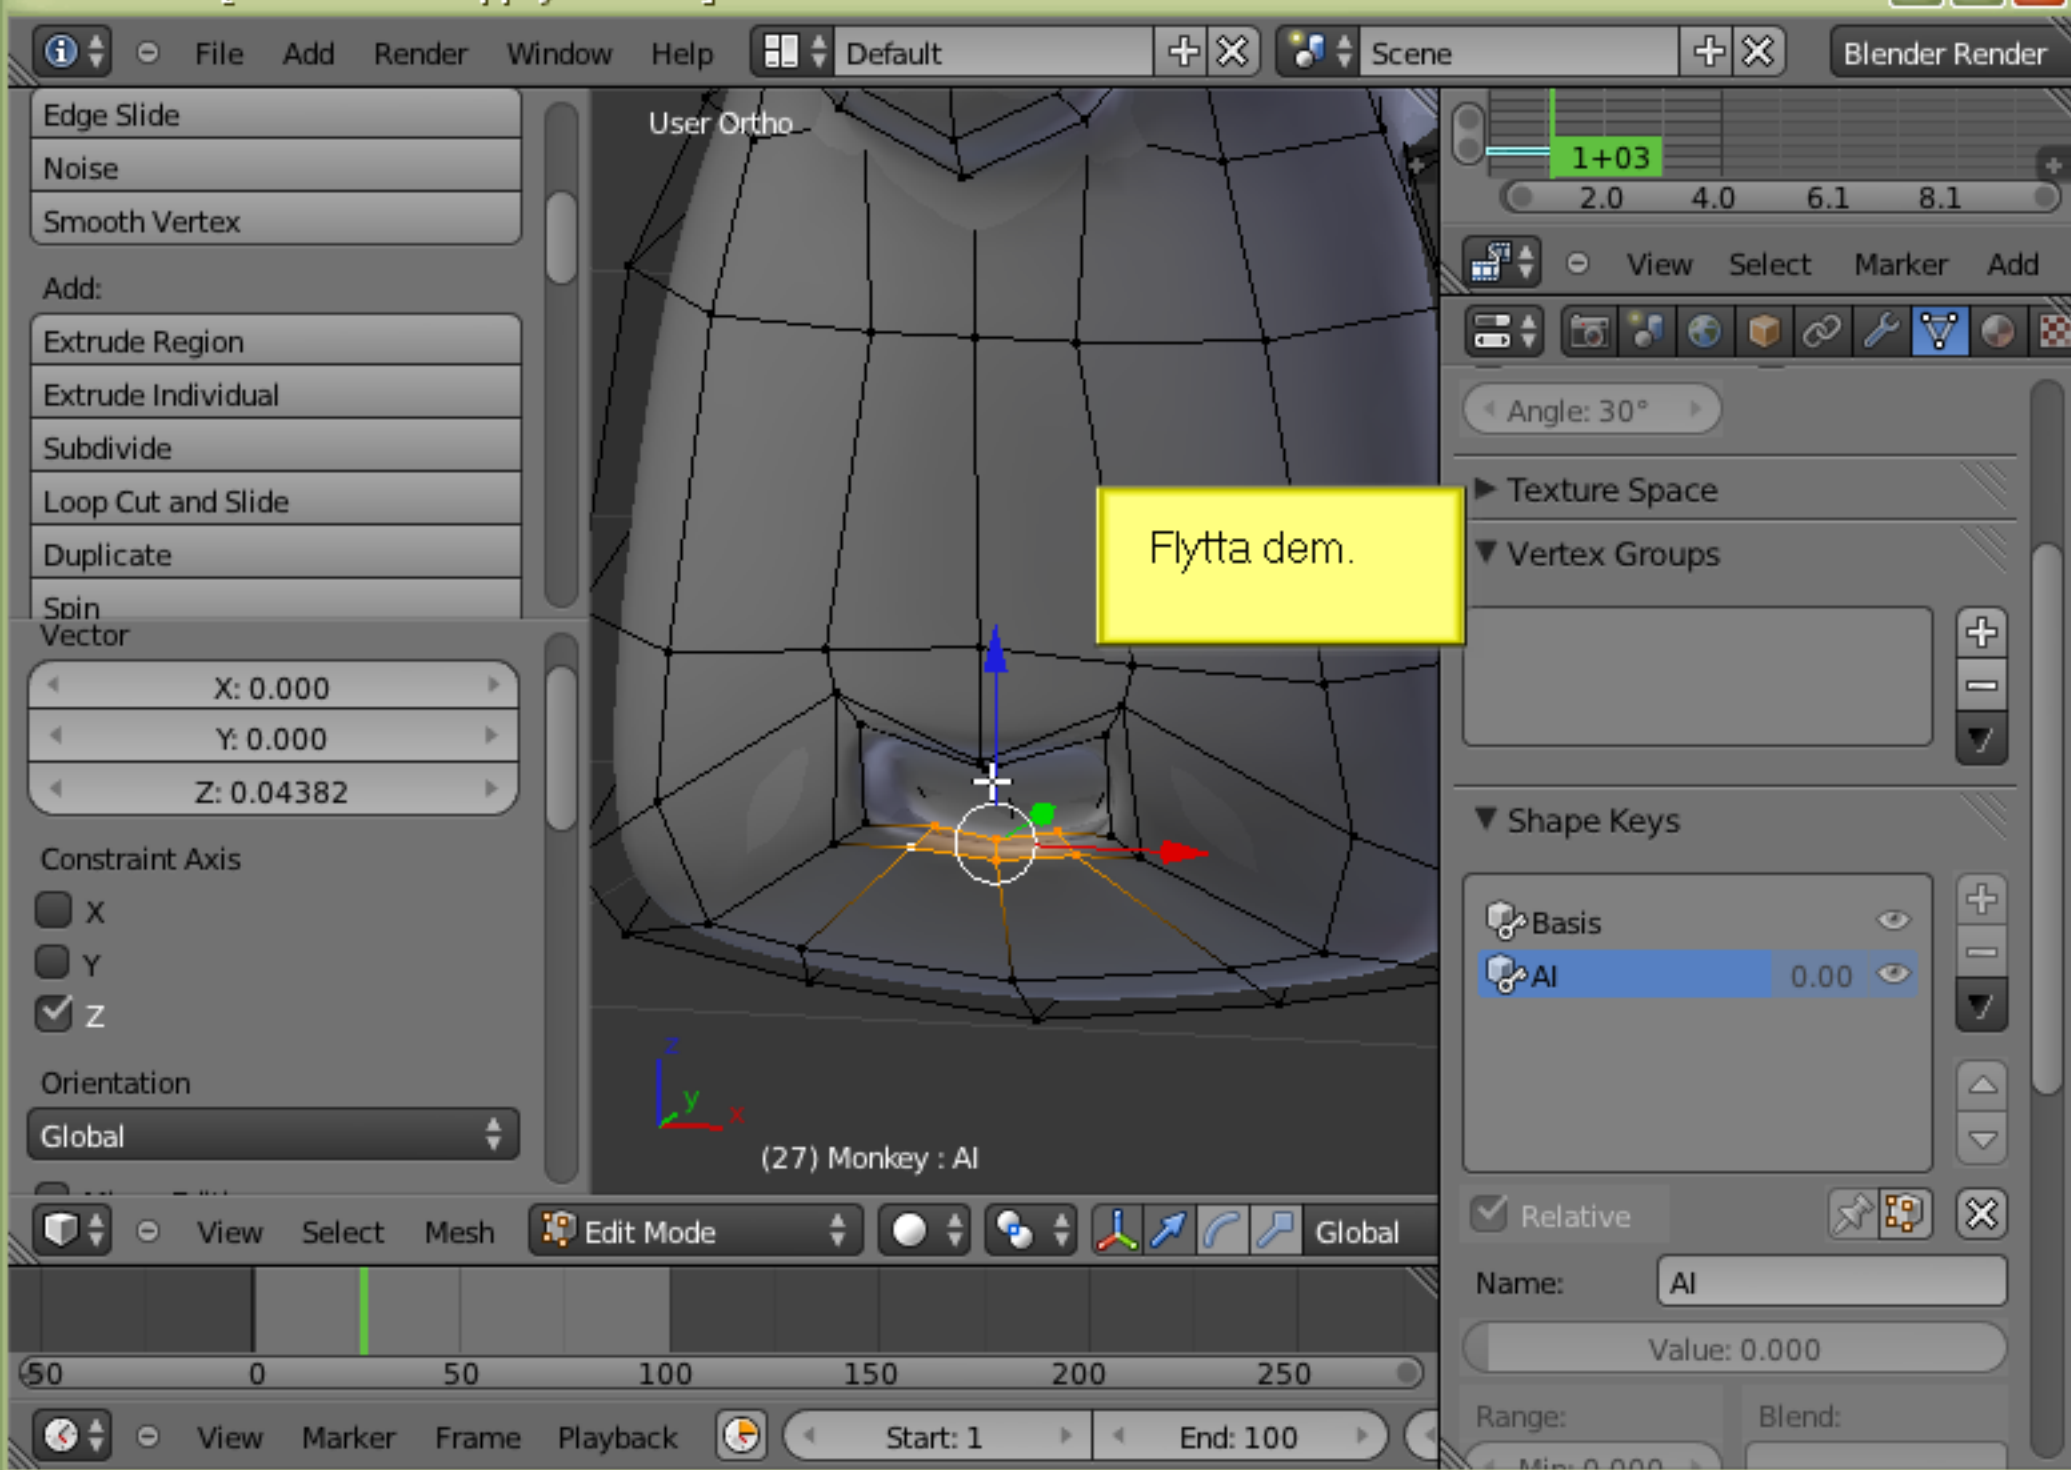 File Add Render Window Help Default Scene Blender Render
Edge Slide
Noise
Smooth Vertex
Add:
Extrude Region
Extrude Individual
Subdivide
Loop Cut and Slide
Duplicate
Spin
Vector
X: 0.000
Y: 0.000
Z: 0.04382
Constraint Axis
X
Y
Z
Orientation
Global
User Ortho
Flytta dem.
z
y
x
(27) Monkey : AI
View Select Mesh Edit Mode Global
-50 0 50 100 150 200 250
View Marker Frame Playback Start: 1 End: 100
1+03
2.0 4.0 6.1 8.1
View Select Marker Add
Angle: 30°
Texture Space
Vertex Groups
Shape Keys
Basis
AI 0.00
Relative
Name: AI
Value: 0.000
Range: Blend:
Min: 0.000